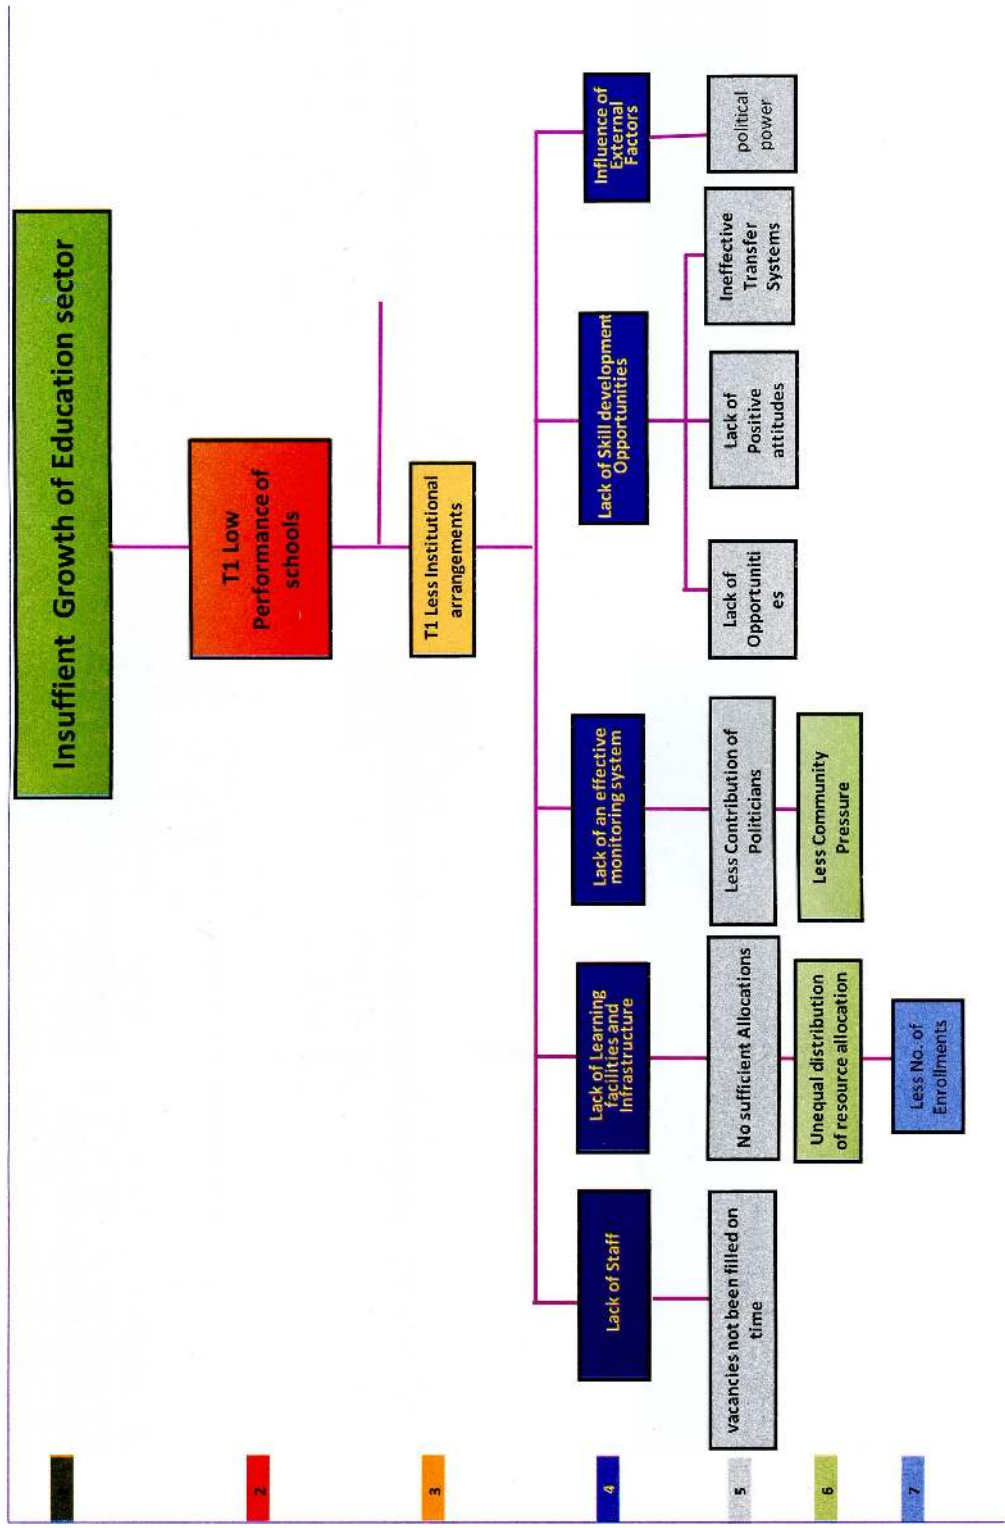 Insuffient Growth of Education sector
T1 Low
Performance of
schools
T1 Less Institutional
arrangements
Lack of Staff
Lack of Learning
facilities and
Infrastructure
Lack of an effective
monitoring system
Lack of Skill development
Opportunities
Influence of
External
Factors
vacancies not been filled on
time
No sufficient Allocations
Less Contribution of
Politicians
Lack of
Opportuniti
es
Lack of
Positive
attitudes
Ineffective
Transfer
Systems
political
power
Unequal distribution
of resource allocation
Less Community
Pressure
Less No. of
Enrollments
2
3
4
5
6
7